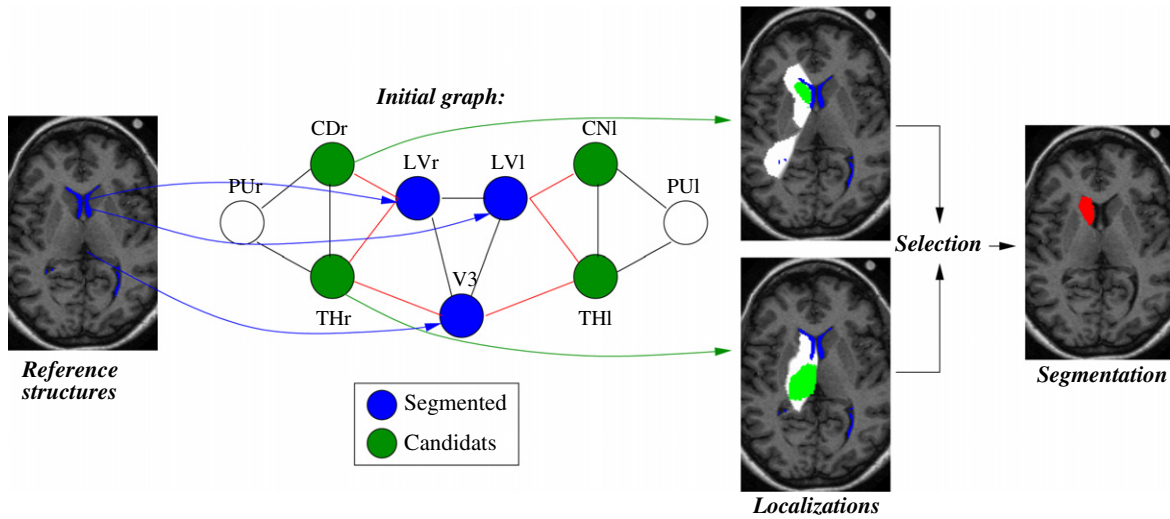 Initial graph:
CDr
CNl
LVr
LVl
PUr
PUl
V3
THr
THl
Reference
structures
Segmented
Candidats
Localizations
Selection
Segmentation